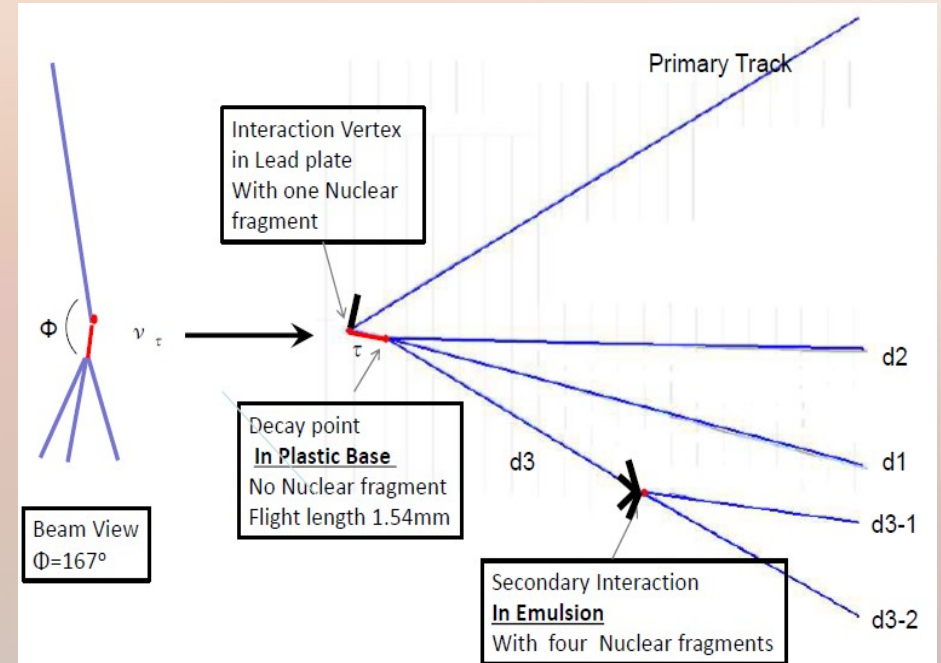 Primary Track
Interaction Vertex
in Lead plate
With one Nuclear
fragment
Φ
ν τ
τ
d2
Decay point
In Plastic Base
No Nuclear fragment
Flight length 1.54mm
d3
d1
d3-1
Beam View
Φ=167º
Secondary Interaction
In Emulsion
With four Nuclear fragments
d3-2